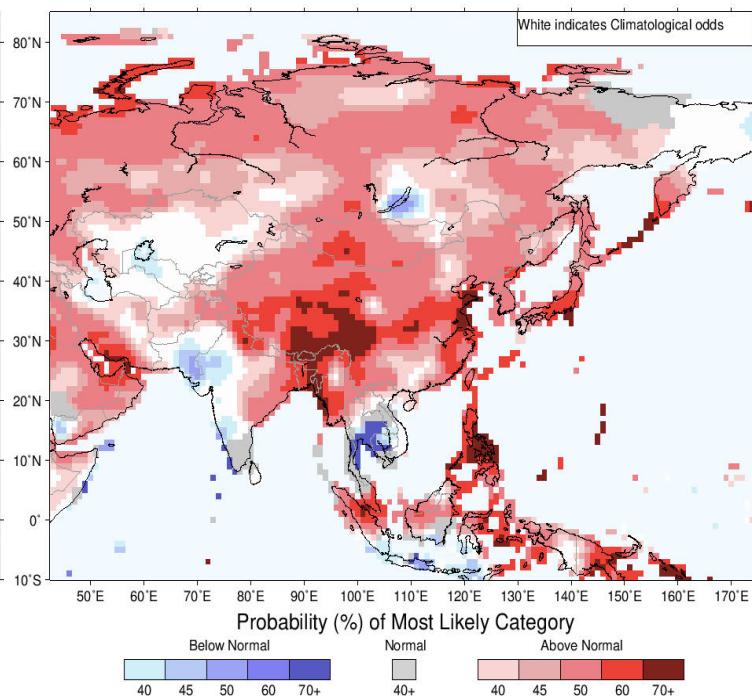 White indicates Climatological odds
80°N
70°N
60°N
50°N
40°N
30°N
20°N
10°N
0°
10°S
50°E 60°E 70°E 80°E 90°E 100°E 110°E 120°E 130°E 140°E 150°E 160°E 170°E
Probability (%) of Most Likely Category
Below Normal Normal Above Normal
40 45 50 60 70+ 40+ 40 45 50 60 70+